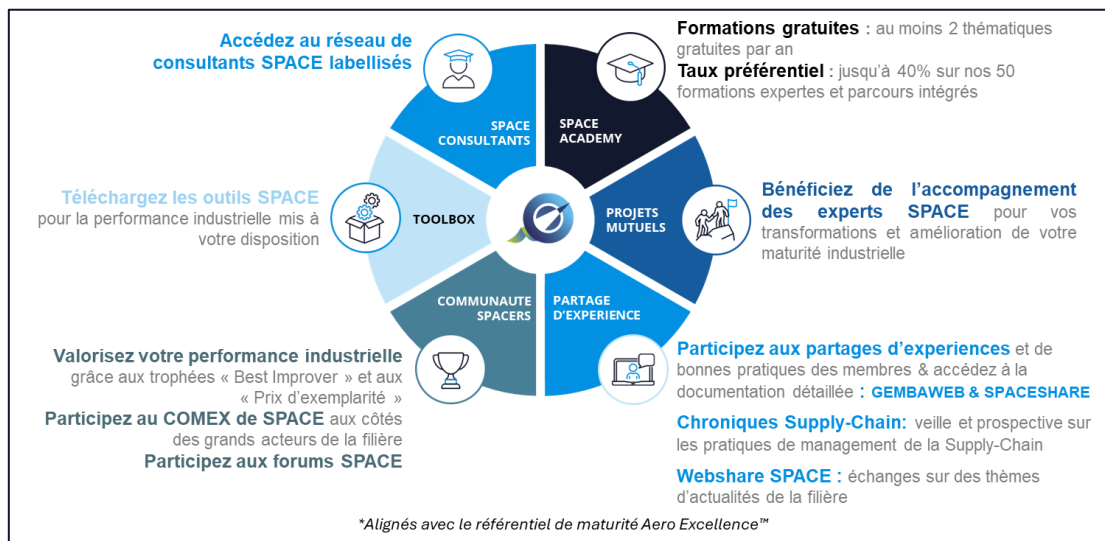 Accédez au réseau de
consultants SPACE labellisés
SPACE
CONSULTANTS
Formations gratuites : au moins 2 thématiques
gratuites par an
Taux préférentiel : jusqu'à 40% sur nos 50
formations expertes et parcours intégrés
SPACE
ACADEMY
Téléchargez les outils SPACE
pour la performance industrielle mis à
votre disposition
TOOLBOX
PROJETS
MUTUELS
Bénéficiez de l'accompagnement
des experts SPACE pour vos
transformations et amélioration de votre
maturité industrielle
COMMUNAUTE
SPACERS
Valorisez votre performance industrielle
grâce aux trophées « Best Improver » et aux
« Prix d'exemplarité »
Participez au COMEX de SPACE aux côtés
des grands acteurs de la filière
Participez aux forums SPACE
PARTAGE
D'EXPERIENCE
Participez aux partages d'experiences et de
bonnes pratiques des membres & accédez à la
documentation détaillée : GEMBAWEB & SPACESHARE
Chroniques Supply-Chain: veille et prospective sur
les pratiques de management de la Supply-Chain
Webshare SPACE : échanges sur des thèmes
d'actualités de la filière
*Alignés avec le référentiel de maturité Aero Excellence™